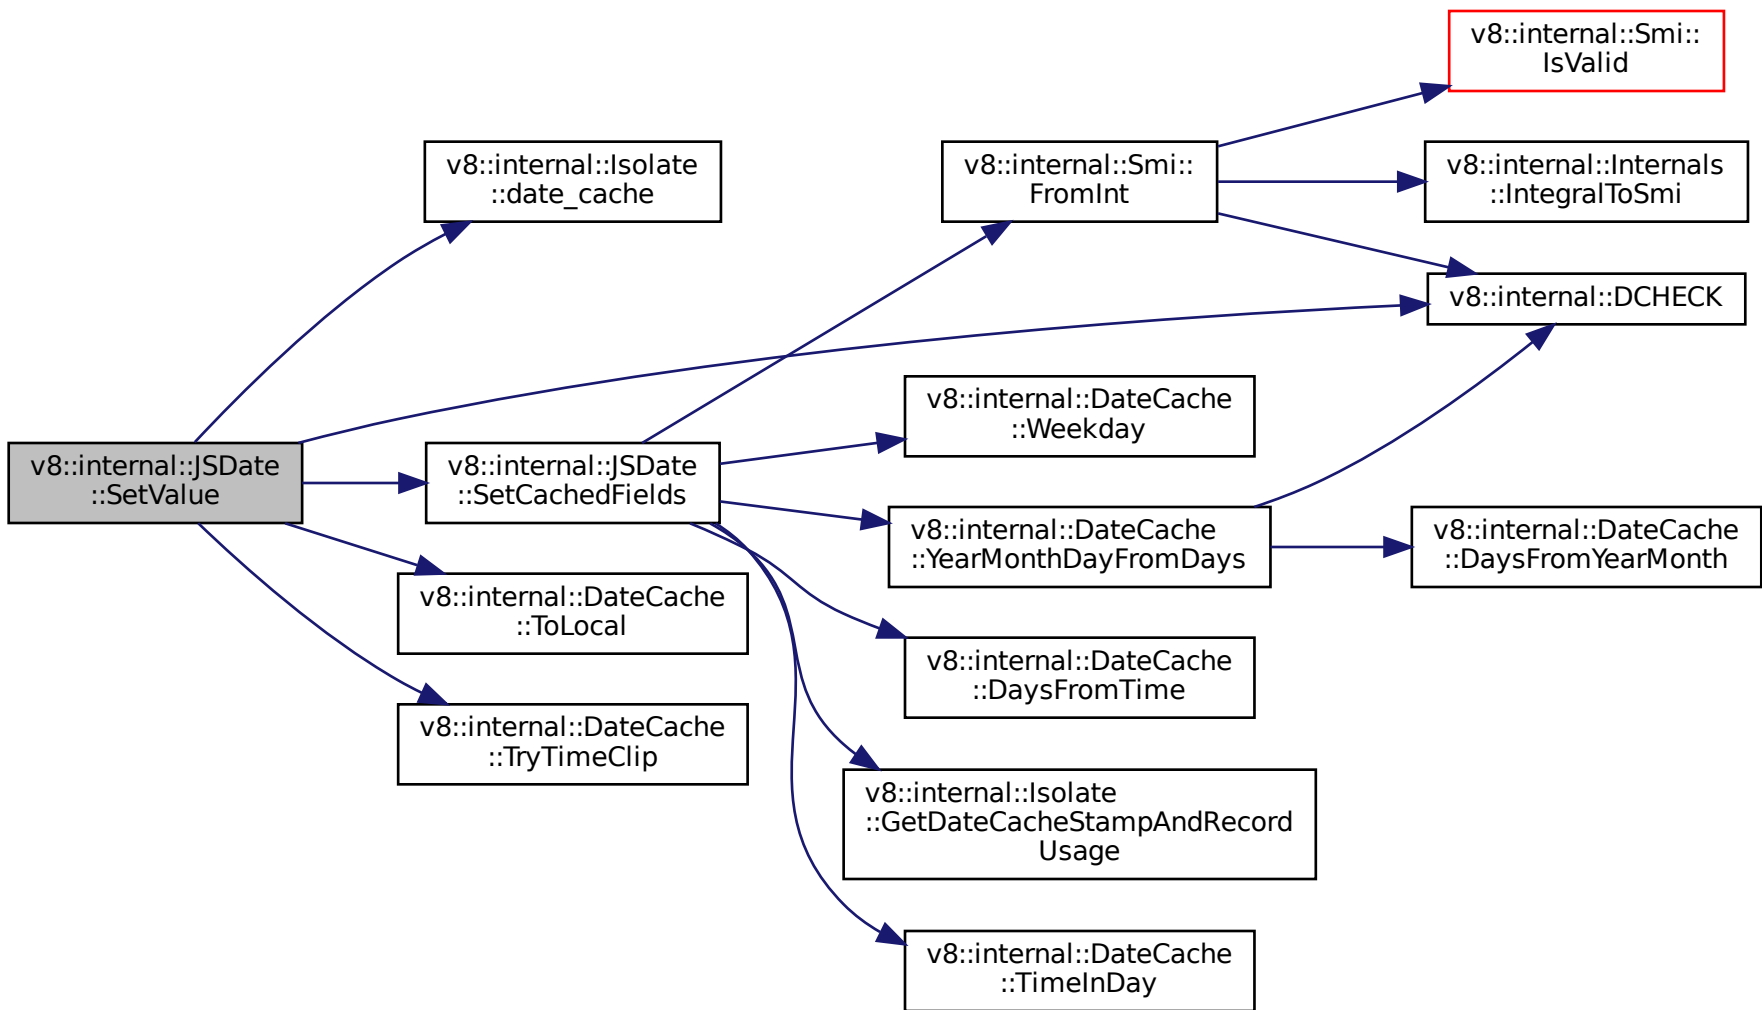 v8::internal::Smi::
IsValid
v8::internal::Isolate
::date_cache
v8::internal::Smi::
FromInt
v8::internal::Internals
::IntegralToSmi
v8::internal::DCHECK
v8::internal::DateCache
::Weekday
v8::internal::JSDate
::SetValue
v8::internal::JSDate
::SetCachedFields
v8::internal::DateCache
::YearMonthDayFromDays
v8::internal::DateCache
::DaysFromYearMonth
v8::internal::DateCache
::ToLocal
v8::internal::DateCache
::DaysFromTime
v8::internal::DateCache
::TryTimeClip
v8::internal::Isolate
::GetDateCacheStampAndRecord
Usage
v8::internal::DateCache
::TimeInDay